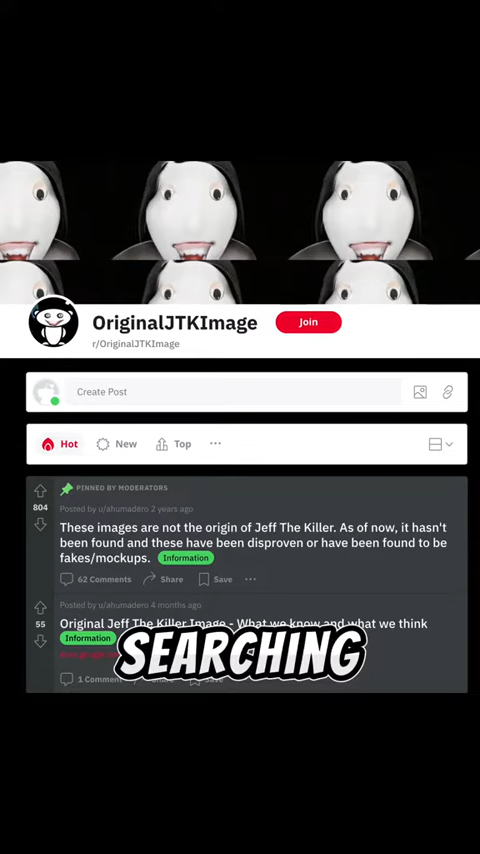 OriginalJTKImage
Join
r/OriginalJTKImage
Create Post
Hot
New
Top
PINNED BY MODERATORS
804
Posted by u/ahumadero 2 years ago
These images are not the origin of Jeff The Killer. As of now, it hasn't
been found and these have been disproven or have been found to be
fakes/mockups. Information
62 Comments Share Save
Posted by u/ahumadero 4 months ago
55
Original Jeff The Killer Image - What we know and what we think
Information
SEARCHING
1 Comment Share Save